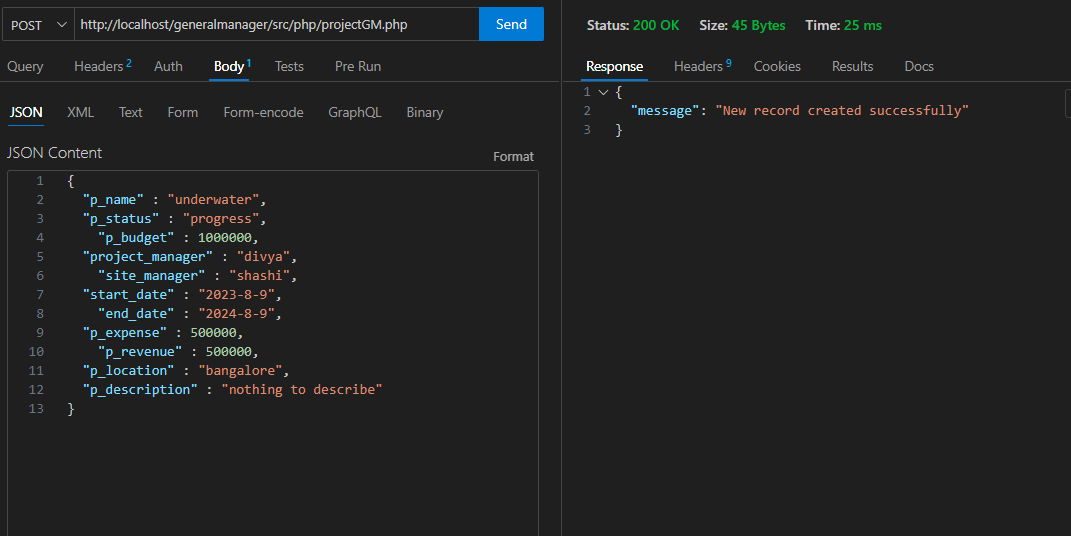 POST http://localhost/generalmanager/src/php/projectGM.php Send
Query Headers 2 Auth Body 1 Tests Pre Run
JSON XML Text Form Form-encode GraphQL Binary
JSON Content
Format
1 {
2 "p_name" : "underwater",
3 "p_status" : "progress",
4 "p_budget" : 1000000,
5 "project_manager" : "divya",
6 "site_manager" : "shashi",
7 "start_date" : "2023-8-9",
8 "end_date" : "2024-8-9",
9 "p_expense" : 500000,
10 "p_revenue" : 500000,
11 "p_location" : "bangalore",
12 "p_description" : "nothing to describe"
13 }
Status: 200 OK Size: 45 Bytes Time: 25 ms
Response Headers 9 Cookies Results Docs
1 {
2 "message": "New record created successfully"
3 }